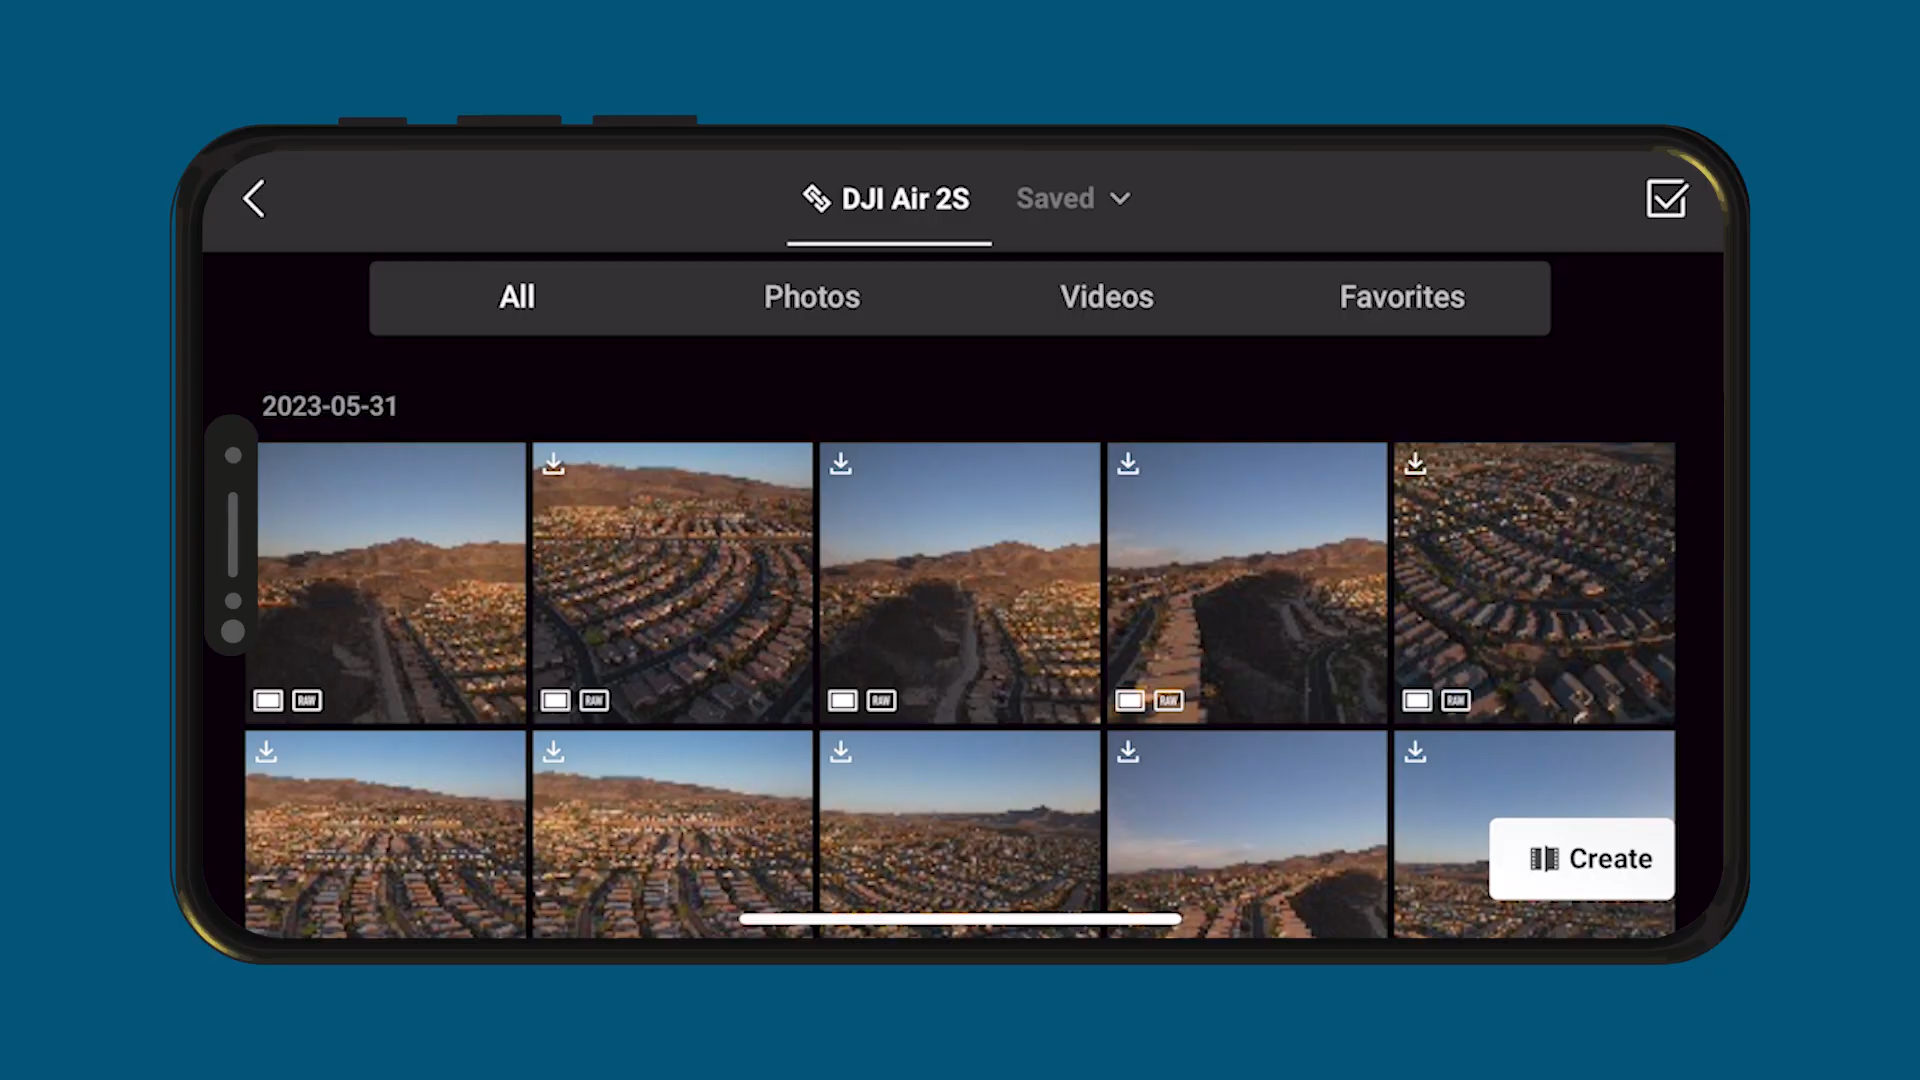 DJI Air 2S Saved
All Photos Videos Favorites
2023-05-31
RAW RAW RAW RAW RAW
Create